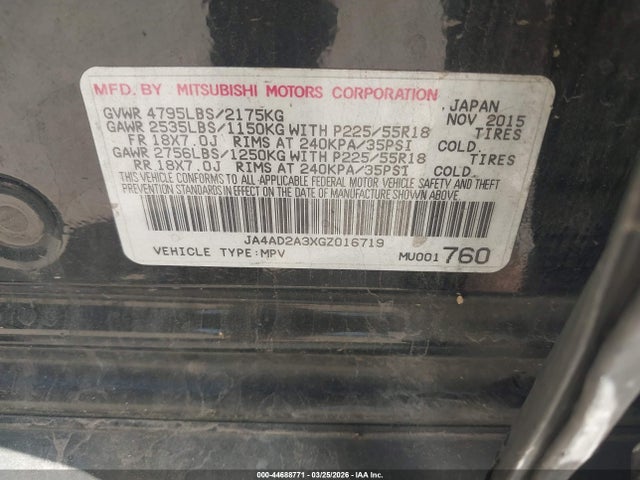 MFD. BY MITSUBISHI MOTORS CORPORATION
GVWR 4795LBS/2175KG JAPAN NOV 2015
GAWR 2535LBS/1150KG WITH P225/55R18 TIRES
FR 18X7.0J RIMS AT 240KPA/35PSI COLD.
GAWR 2756LBS/1250KG WITH P225/55R18 TIRES
RR 18X7.0J RIMS AT 240KPA/35PSI COLD.
THIS VEHICLE CONFORMS TO ALL APPLICABLE FEDERAL MOTOR VEHICLE SAFETY AND THEFT
PREVENTION STANDARDS IN EFFECT ON THE DATE OF MANUFACTURE SHOWN ABOVE.
JA4AD2A3XGZ016719
VEHICLE TYPE:MPV MU001 760
000-44688771 - 03/25/2026 - IAA Inc.